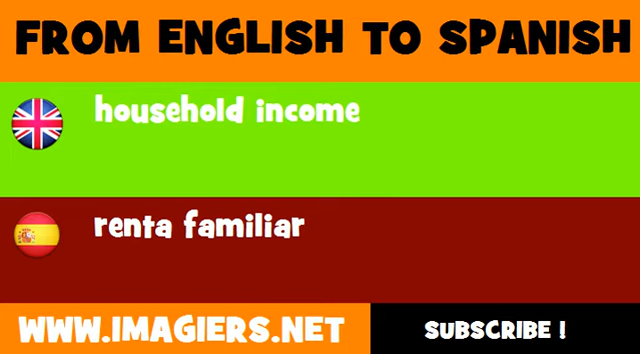 FROM ENGLISH TO SPANISH
household income
renta familiar
WWW.IMAGIERS.NET
SUBSCRIBE !